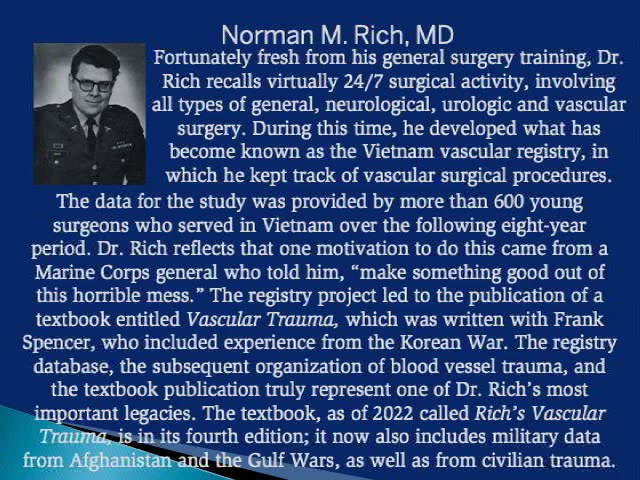 Norman M. Rich, MD
Fortunately fresh from his general surgery training, Dr.
Rich recalls virtually 24/7 surgical activity, involving
all types of general, neurological, urologic and vascular
surgery. During this time, he developed what has
become known as the Vietnam vascular registry, in
which he kept track of vascular surgical procedures.
The data for the study was provided by more than 600 young
surgeons who served in Vietnam over the following eight-year
period. Dr. Rich reflects that one motivation to do this came from a
Marine Corps general who told him, “make something good out of
this horrible mess.” The registry project led to the publication of a
textbook entitled Vascular Trauma, which was written with Frank
Spencer, who included experience from the Korean War. The registry
database, the subsequent organization of blood vessel trauma, and
the textbook publication truly represent one of Dr. Rich’s most
important legacies. The textbook, as of 2022 called Rich’s Vascular
Trauma, is in its fourth edition; it now also includes military data
from Afghanistan and the Gulf Wars, as well as from civilian trauma.